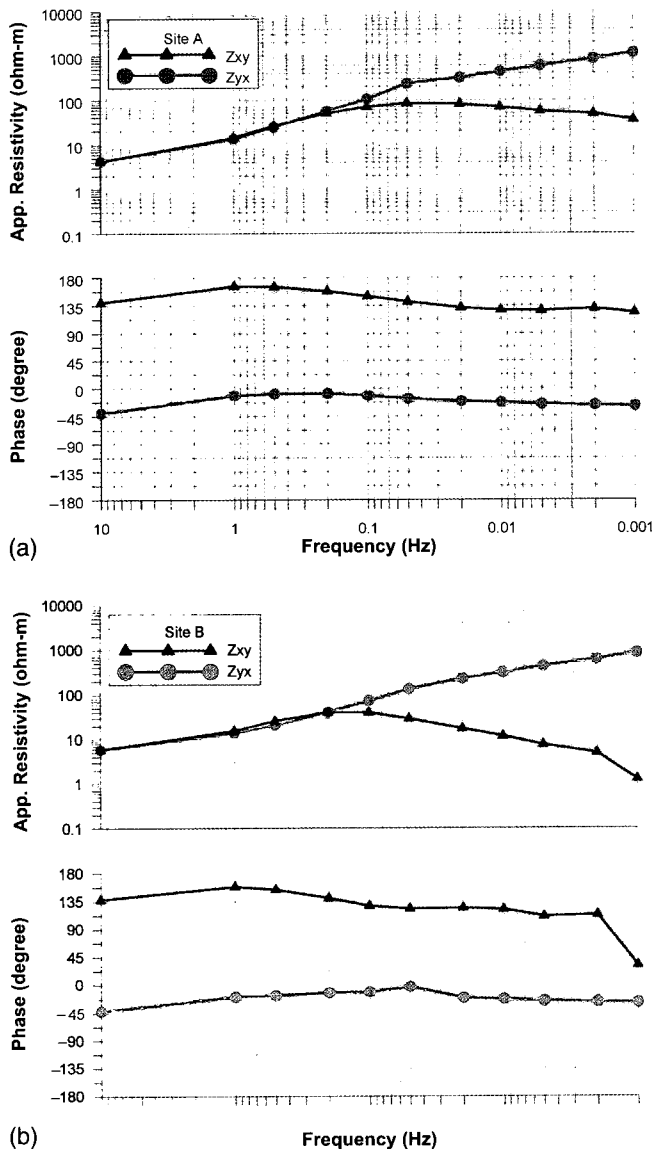 App. Resistivity (ohm-m)
10000
1000
100
10
1
0.1
Site A
Zxy
Zyx
Phase (degree)
180
135
90
45
0
−45
−90
−135
−180
10
1
0.1
0.01
0.001
(a)
Frequency (Hz)
App. Resistivity (ohm-m)
10000
1000
100
10
1
0.1
Site B
Zxy
Zyx
Phase (degree)
180
135
90
45
0
−45
−90
−135
−180
(b)
Frequency (Hz)